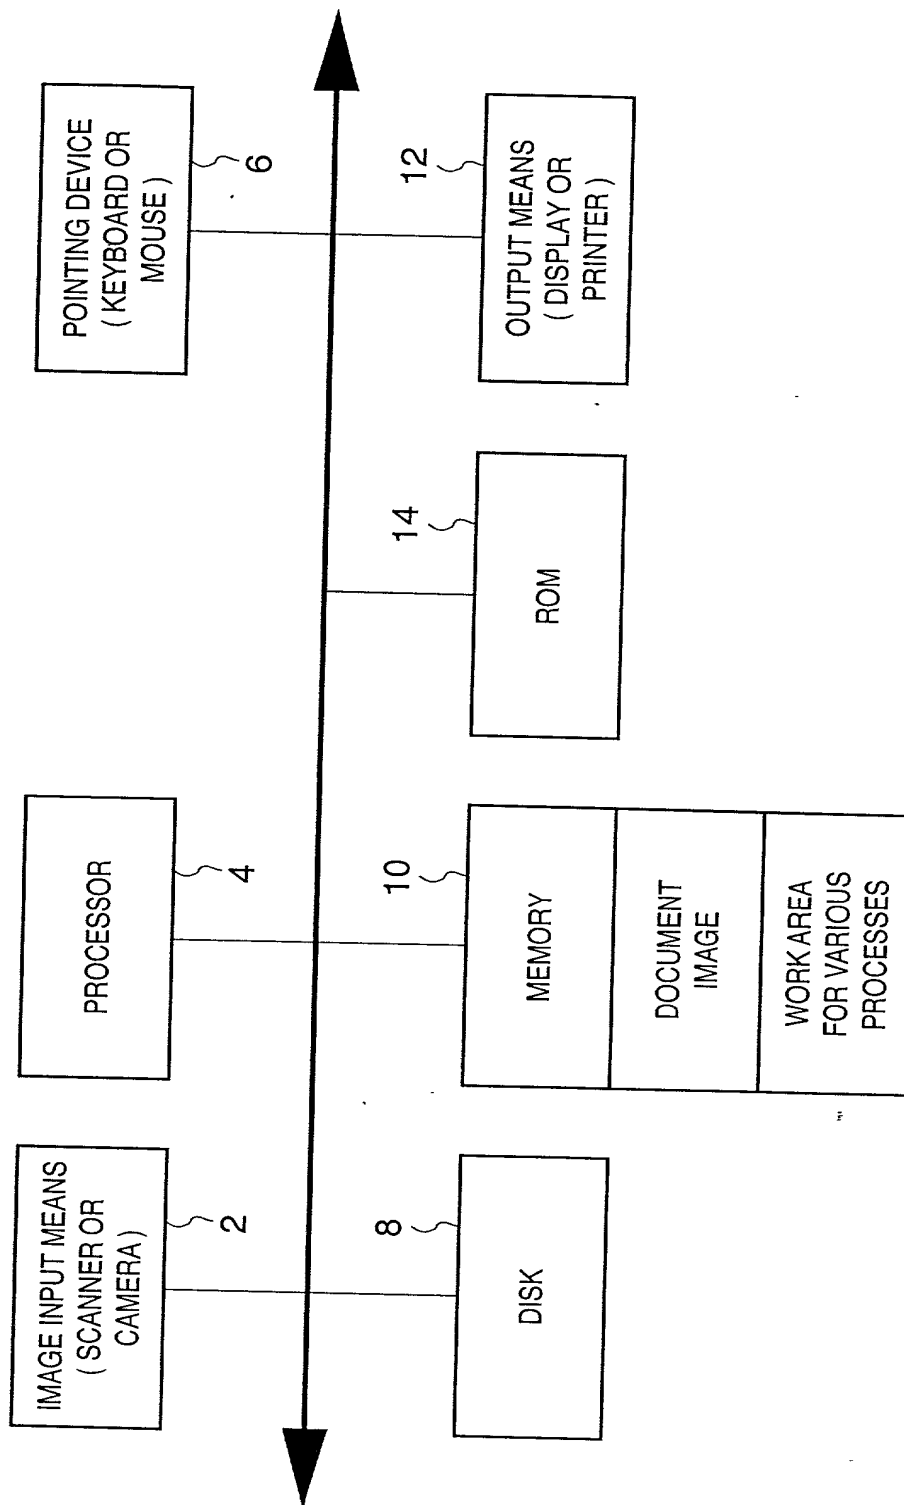 IMAGE INPUT MEANS
( SCANNER OR
CAMERA )
2
PROCESSOR
4
POINTING DEVICE
( KEYBOARD OR
MOUSE )
6
8
DISK
10
MEMORY
DOCUMENT
IMAGE
WORK AREA
FOR VARIOUS
PROCESSES
14
ROM
12
OUTPUT MEANS
( DISPLAY OR
PRINTER )